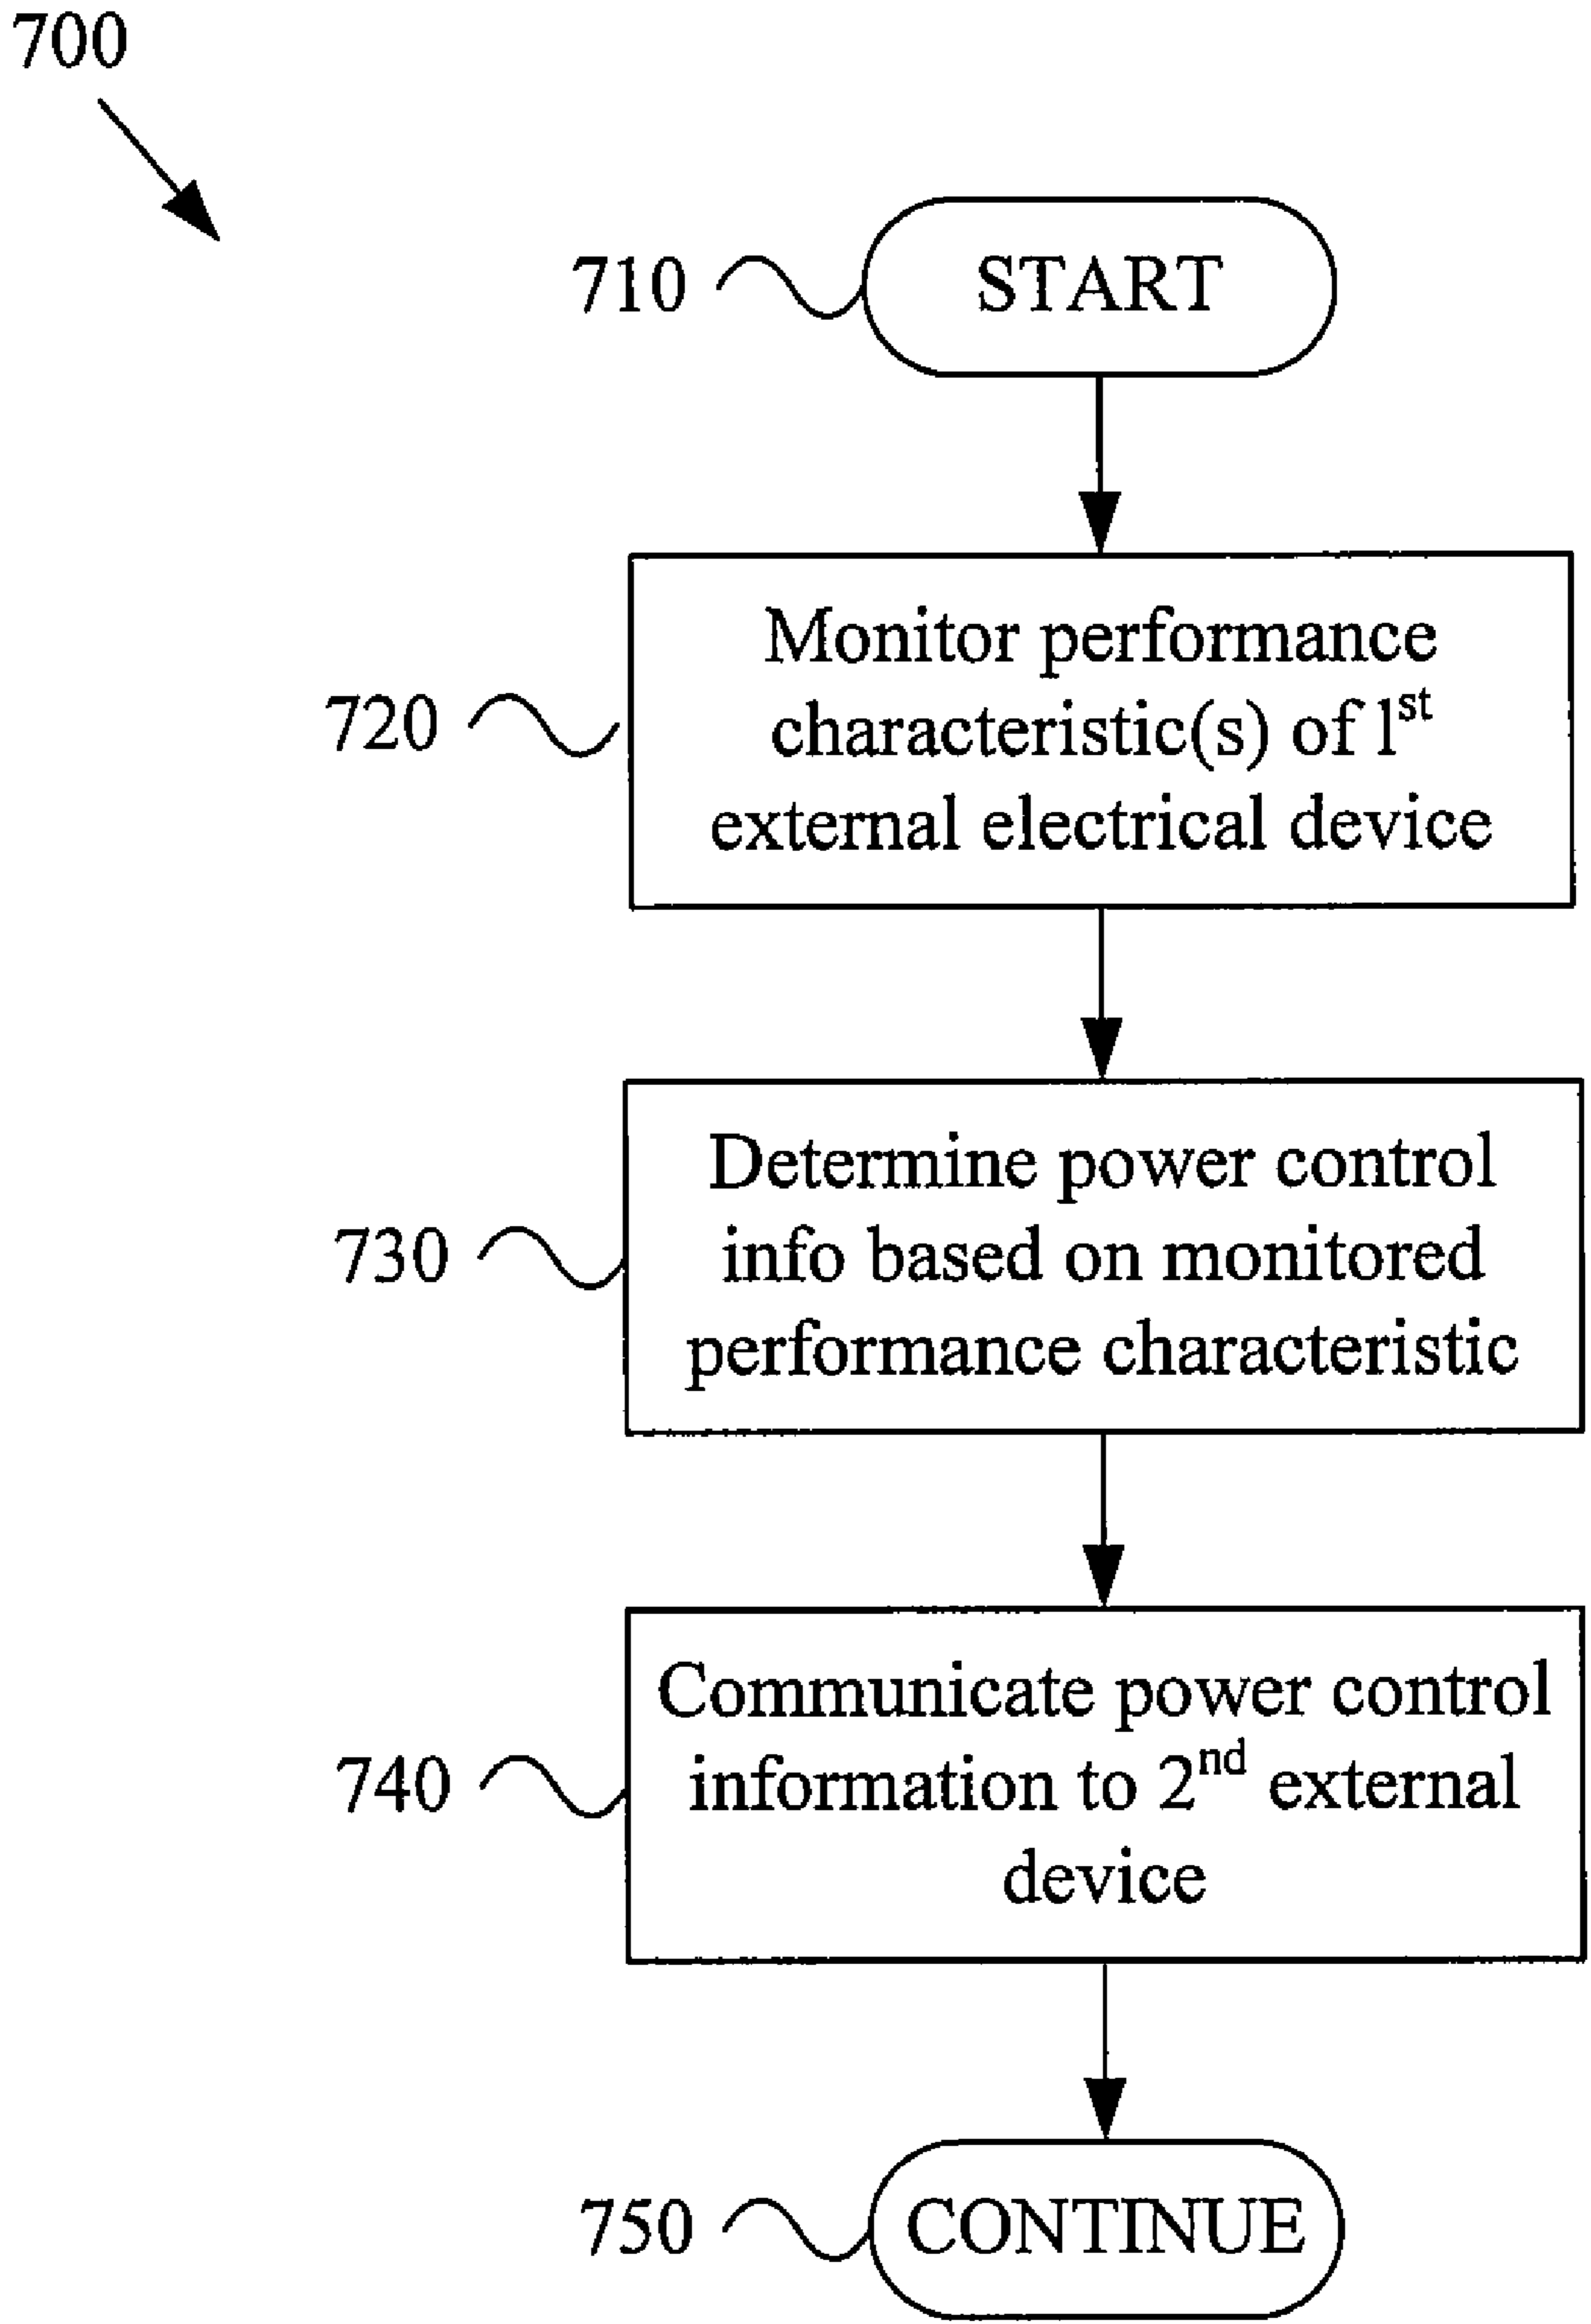 700
710
START
720
Monitor performance
characteristic(s) of 1st
external electrical device
730
Determine power control
info based on monitored
performance characteristic
740
Communicate power control
information to 2nd external
device
750
CONTINUE